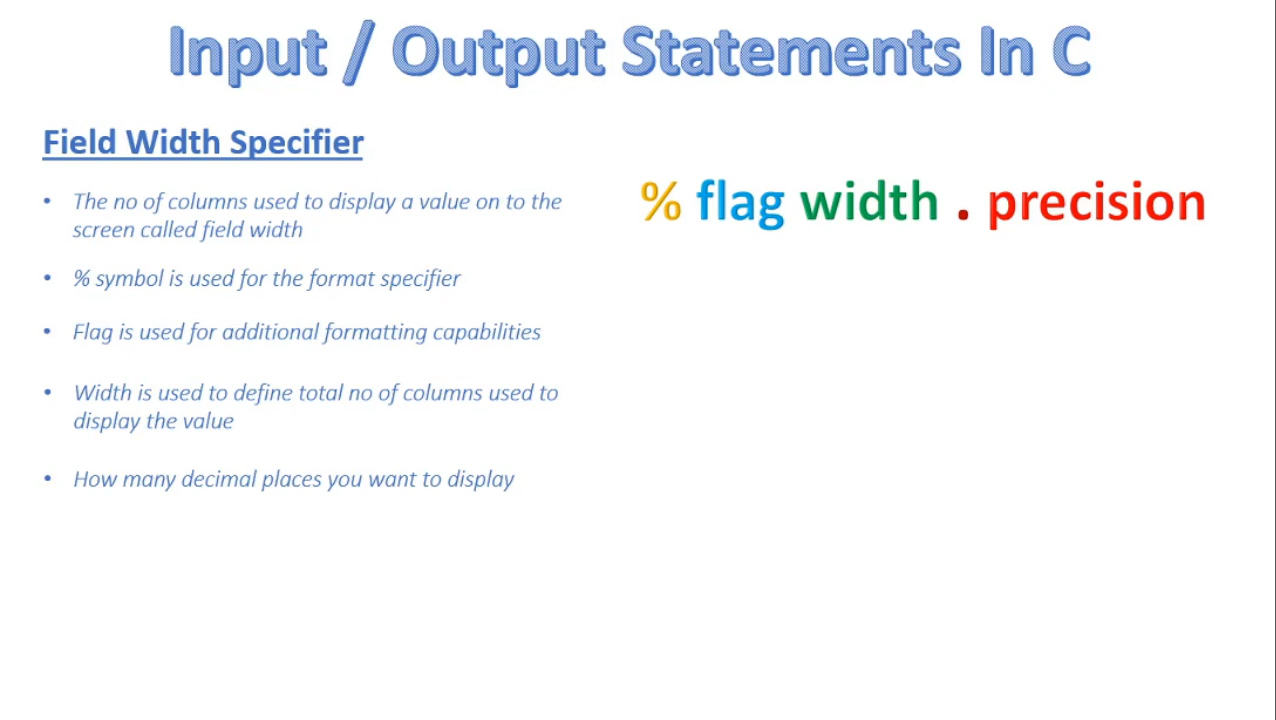 Input / Output Statements In C
Field Width Specifier
• The no of columns used to display a value on to the
screen called field width
• % symbol is used for the format specifier
• Flag is used for additional formatting capabilities
• Width is used to define total no of columns used to
display the value
• How many decimal places you want to display
% flag width . precision